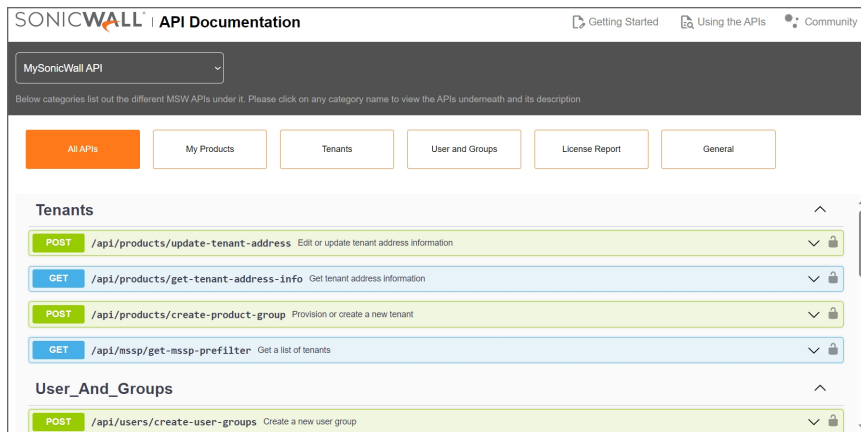 SONICWALL | API Documentation
Getting Started
Using the APIs
Community
MySonicWall API
Below categories list out the different MSW APIs under it. Please click on any category name to view the APIs underneath and its description
All APIs
My Products
Tenants
User and Groups
License Report
General
Tenants
POST /api/products/update-tenant-address Edit or update tenant address information
GET /api/products/get-tenant-address-info Get tenant address information
POST /api/products/create-product-group Provision or create a new tenant
GET /api/mssp/get-mssp-prefilter Get a list of tenants
User_And_Groups
POST /api/users/create-user-groups Create a new user group